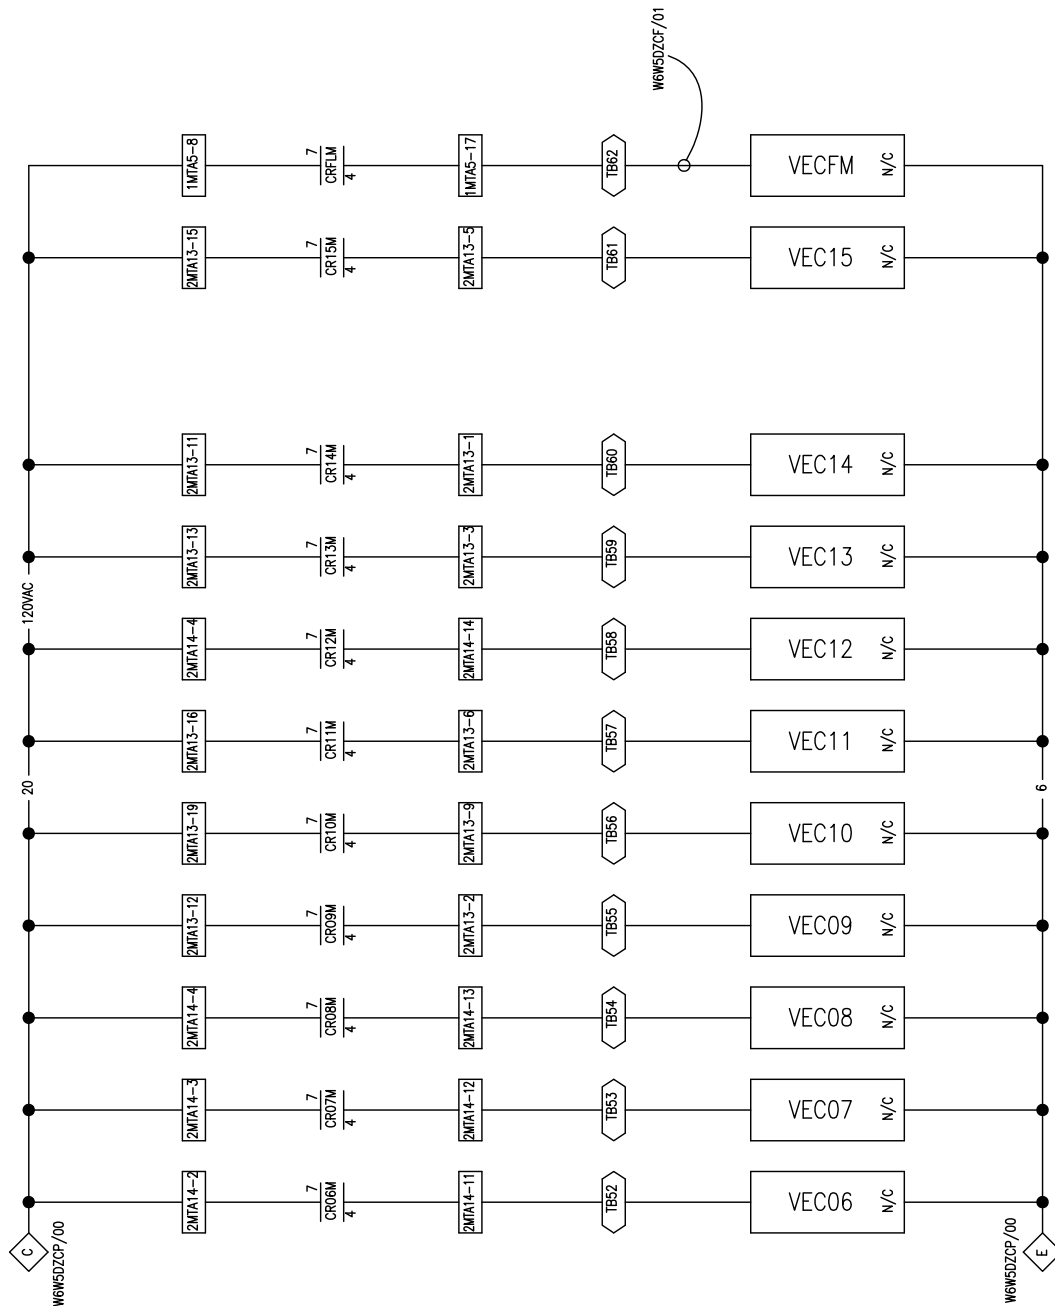 W6W5DZCF/01
1MTA5-8
7
CRFLM
4
1MTA5-17
TB62
VECFM
N/C
2MTA13-15
7
CR15M
4
2MTA13-5
TB61
VEC15
N/C
2MTA13-11
7
CR14M
4
2MTA13-1
TB60
VEC14
N/C
2MTA13-13
7
CR13M
4
2MTA13-3
TB59
VEC13
N/C
120VAC
2MTA14-4
7
CR12M
4
2MTA14-14
TB58
VEC12
N/C
2MTA13-16
7
CR11M
4
2MTA13-6
TB57
VEC11
N/C
20
6
2MTA13-19
7
CR10M
4
2MTA13-9
TB56
VEC10
N/C
2MTA13-12
7
CR09M
4
2MTA13-2
TB55
VEC09
N/C
2MTA14-4
7
CR08M
4
2MTA14-13
TB54
VEC08
N/C
2MTA14-3
7
CR07M
4
2MTA14-12
TB53
VEC07
N/C
2MTA14-2
7
CR06M
4
2MTA14-11
TB52
VEC06
N/C
C
W6W5DZCP/00
W6W5DZCP/00
E